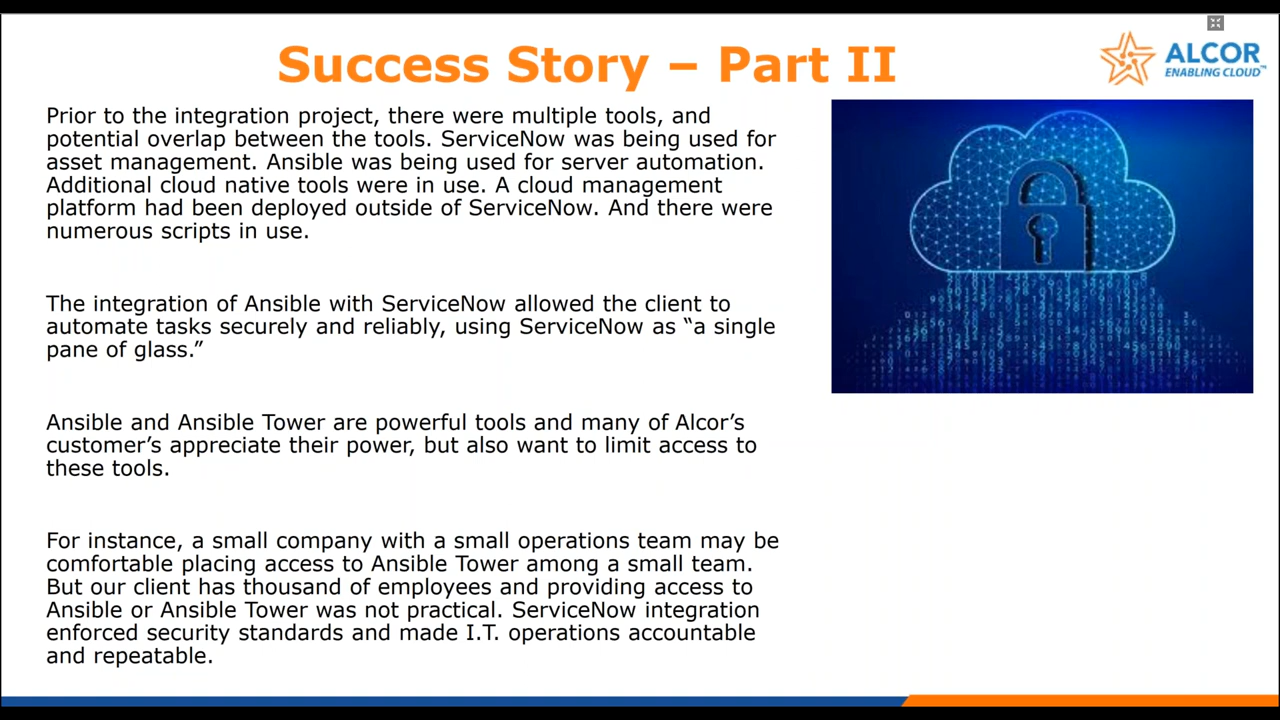 Success Story – Part II
ALCOR
ENABLING CLOUD™
Prior to the integration project, there were multiple tools, and
potential overlap between the tools. ServiceNow was being used for
asset management. Ansible was being used for server automation.
Additional cloud native tools were in use. A cloud management
platform had been deployed outside of ServiceNow. And there were
numerous scripts in use.
The integration of Ansible with ServiceNow allowed the client to
automate tasks securely and reliably, using ServiceNow as “a single
pane of glass.”
Ansible and Ansible Tower are powerful tools and many of Alcor’s
customer’s appreciate their power, but also want to limit access to
these tools.
For instance, a small company with a small operations team may be
comfortable placing access to Ansible Tower among a small team.
But our client has thousand of employees and providing access to
Ansible or Ansible Tower was not practical. ServiceNow integration
enforced security standards and made I.T. operations accountable
and repeatable.